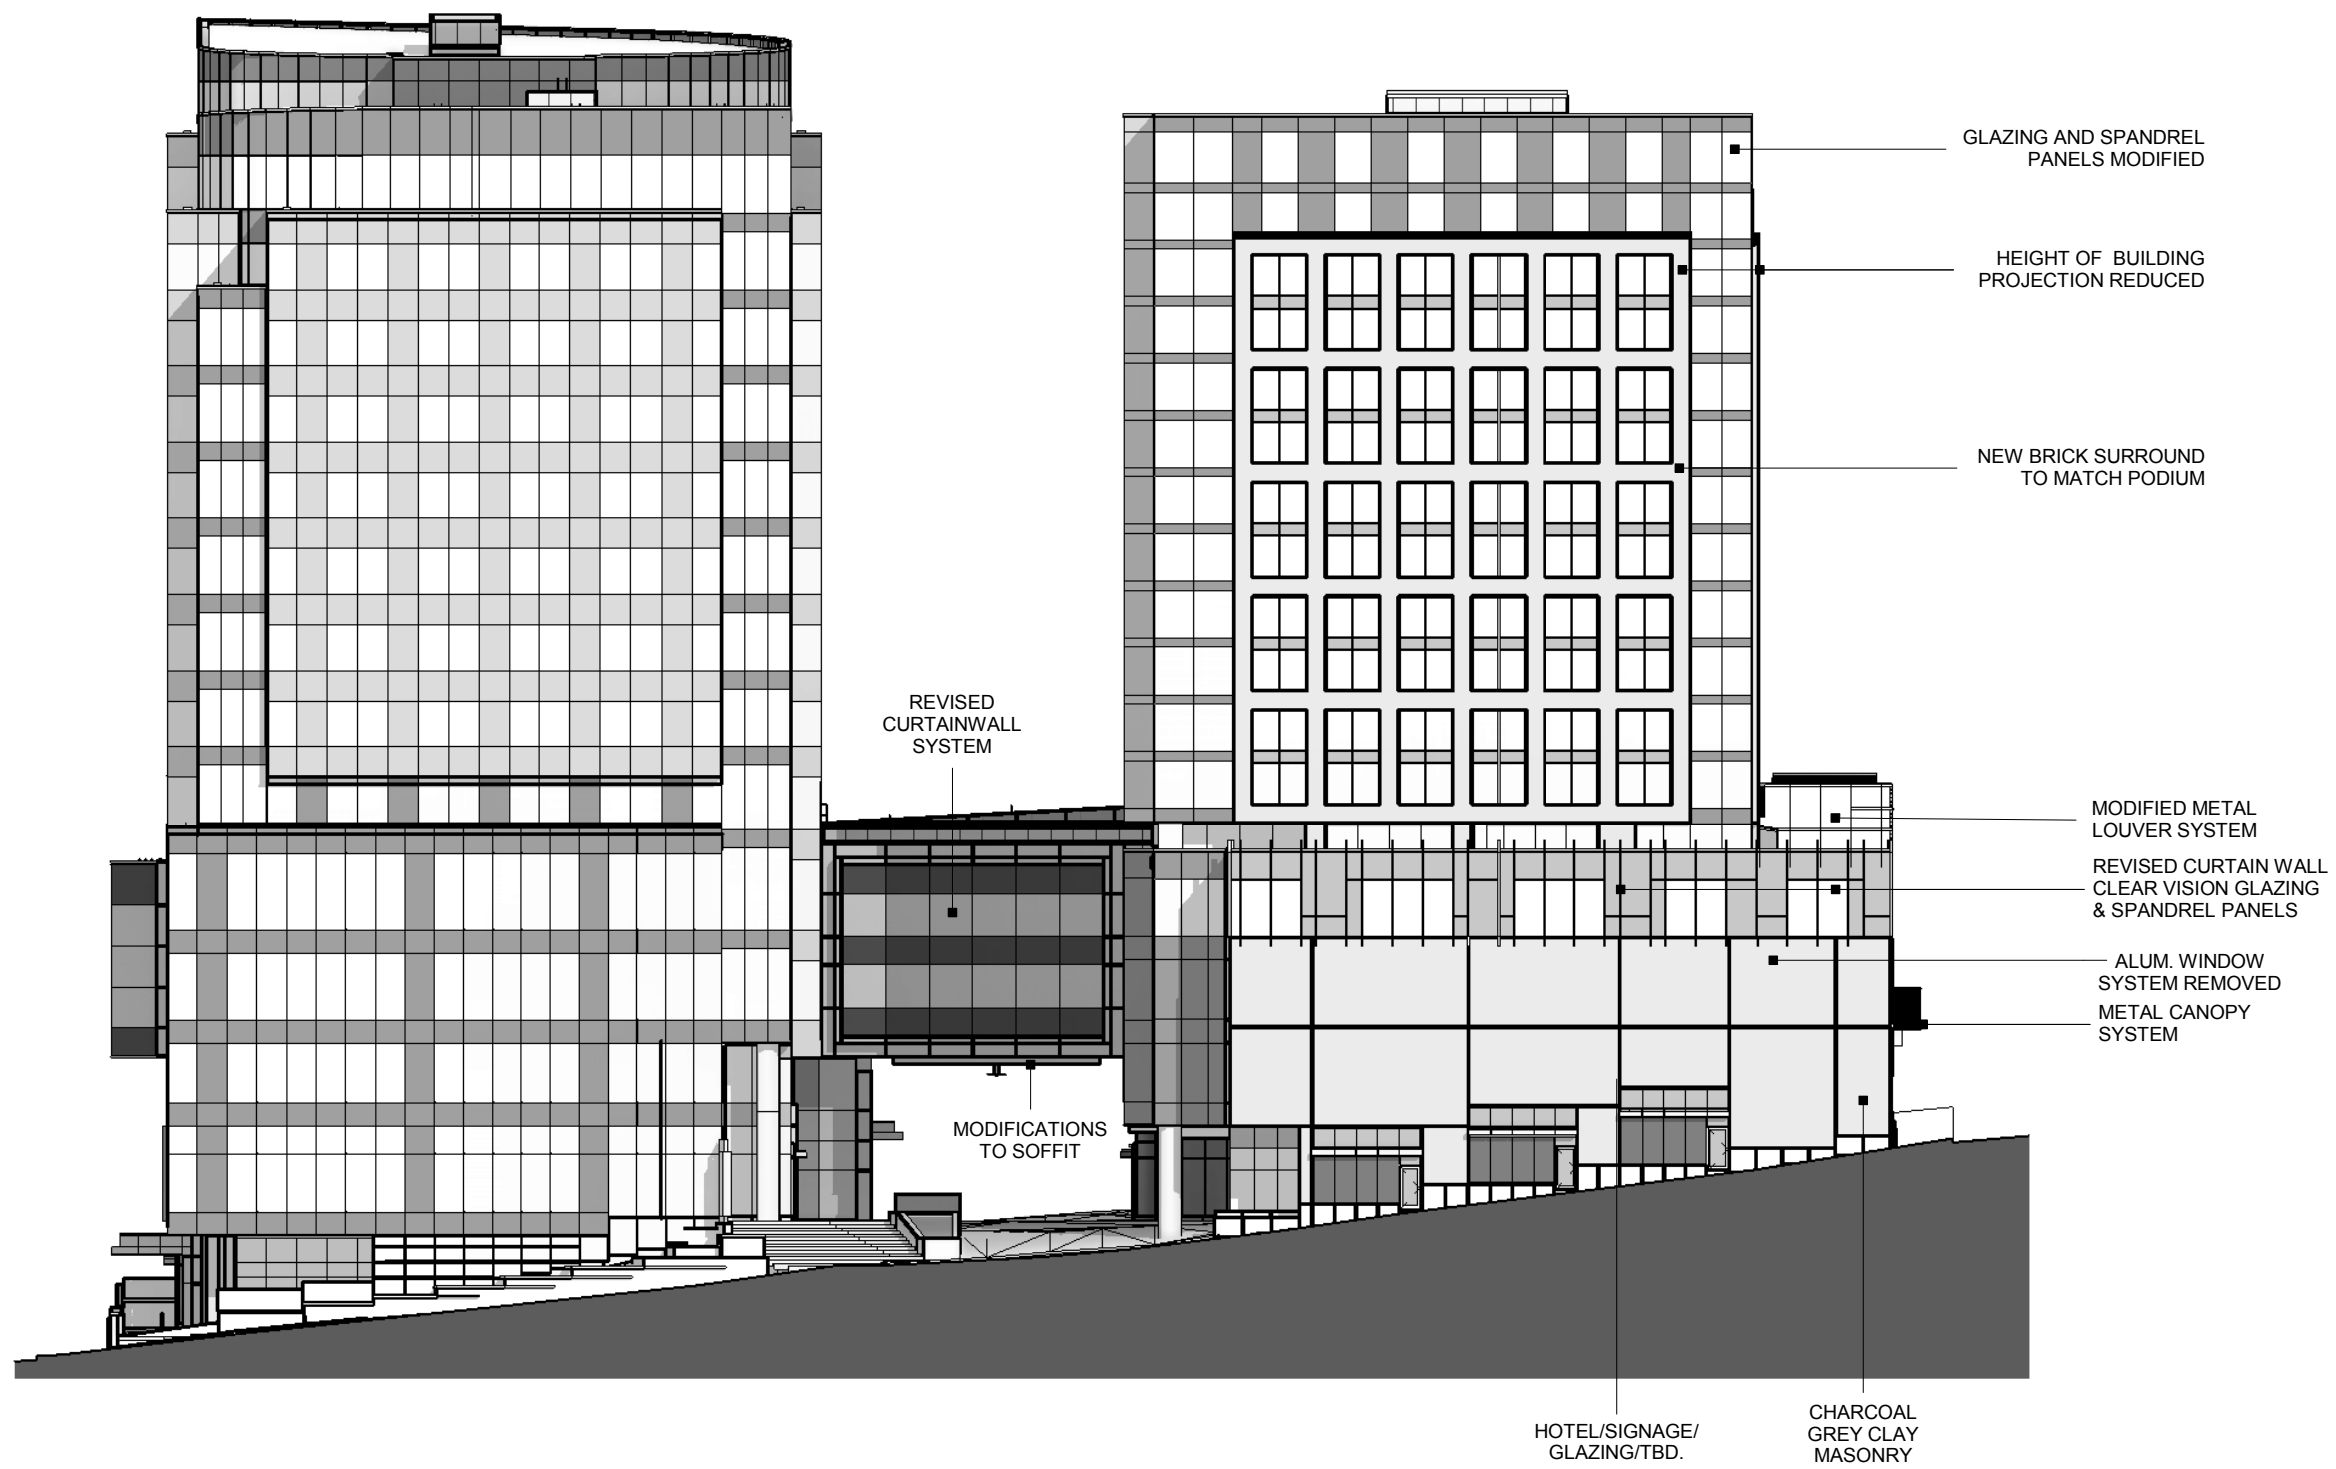 GLAZING AND SPANDREL
PANELS MODIFIED
HEIGHT OF BUILDING
PROJECTION REDUCED
NEW BRICK SURROUND
TO MATCH PODIUM
REVISED
CURTAINWALL
SYSTEM
MODIFIED METAL
LOUVER SYSTEM
REVISED CURTAIN WALL
CLEAR VISION GLAZING
& SPANDREL PANELS
ALUM. WINDOW
SYSTEM REMOVED
METAL CANOPY
SYSTEM
MODIFICATIONS
TO SOFFIT
HOTEL/SIGNAGE/
GLAZING/TBD.
CHARCOAL
GREY CLAY
MASONRY